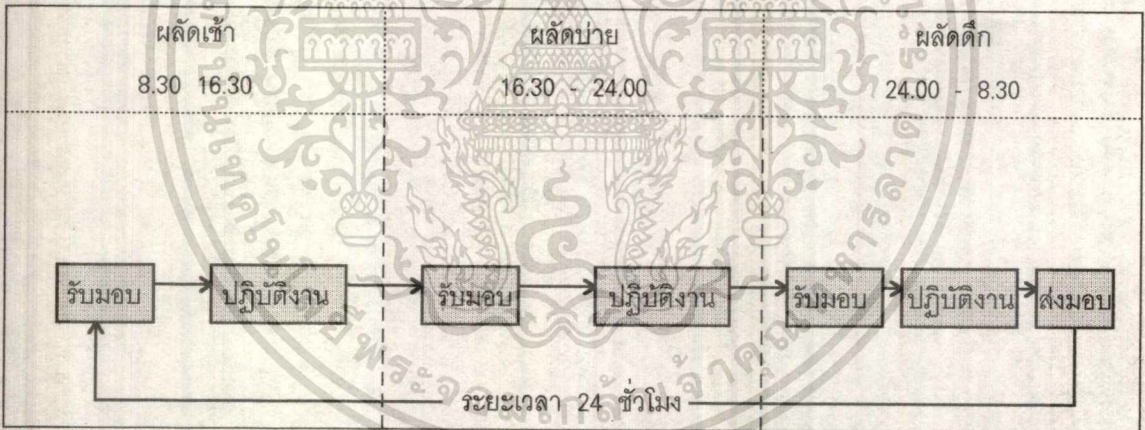 ผลัดเช้า ผลัดบ่าย ผลัดดึก
8.30 16.30 16.30 - 24.00 24.00 - 8.30
รับมอบ ปฏิบัติงาน รับมอบ ปฏิบัติงาน รับมอบ ปฏิบัติงาน ส่งมอบ
ระยะเวลา 24 ชั่วโมง